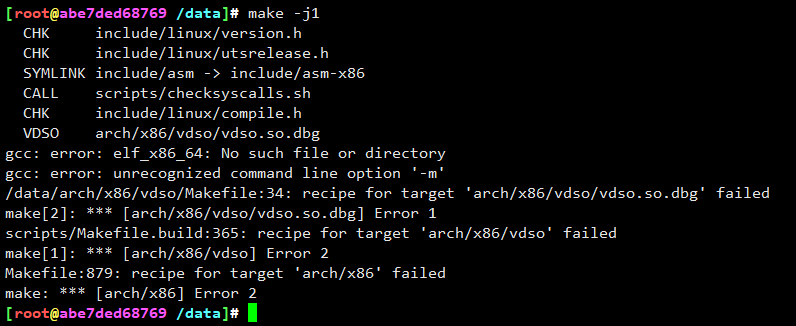 [root@abe7ded68769 /data]# make -j1
  CHK     include/linux/version.h
  CHK     include/linux/utsrelease.h
  SYMLINK include/asm -> include/asm-x86
  CALL    scripts/checksyscalls.sh
  CHK     include/linux/compile.h
  VDSO    arch/x86/vdso/vdso.so.dbg
gcc: error: elf_x86_64: No such file or directory
gcc: error: unrecognized command line option '-m'
/data/arch/x86/vdso/Makefile:34: recipe for target 'arch/x86/vdso/vdso.so.dbg' failed
make[2]: *** [arch/x86/vdso/vdso.so.dbg] Error 1
scripts/Makefile.build:365: recipe for target 'arch/x86/vdso' failed
make[1]: *** [arch/x86/vdso] Error 2
Makefile:879: recipe for target 'arch/x86' failed
make: *** [arch/x86] Error 2
[root@abe7ded68769 /data]#